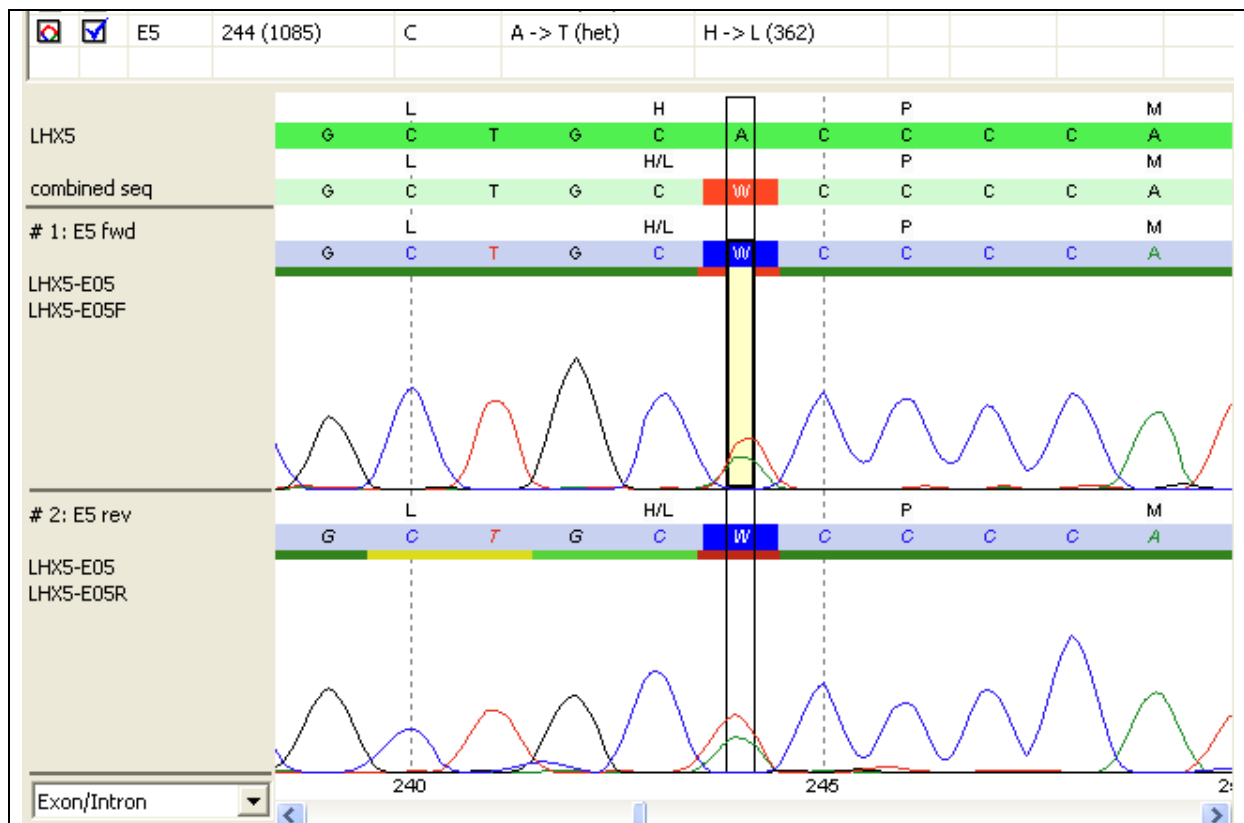 E5 244 (1085) C A -> T (het) H -> L (362)
L H P M
LHX5 G C T G C A C C C C A
L H/L P M
combined seq G C T G C W C C C C A
# 1: E5 fwd L H/L P M
G C T G C W C C C C A
LHX5-E05
LHX5-E05F
# 2: E5 rev L H/L P M
G C T G C W C C C C A
LHX5-E05
LHX5-E05R
240 245
Exon/Intron